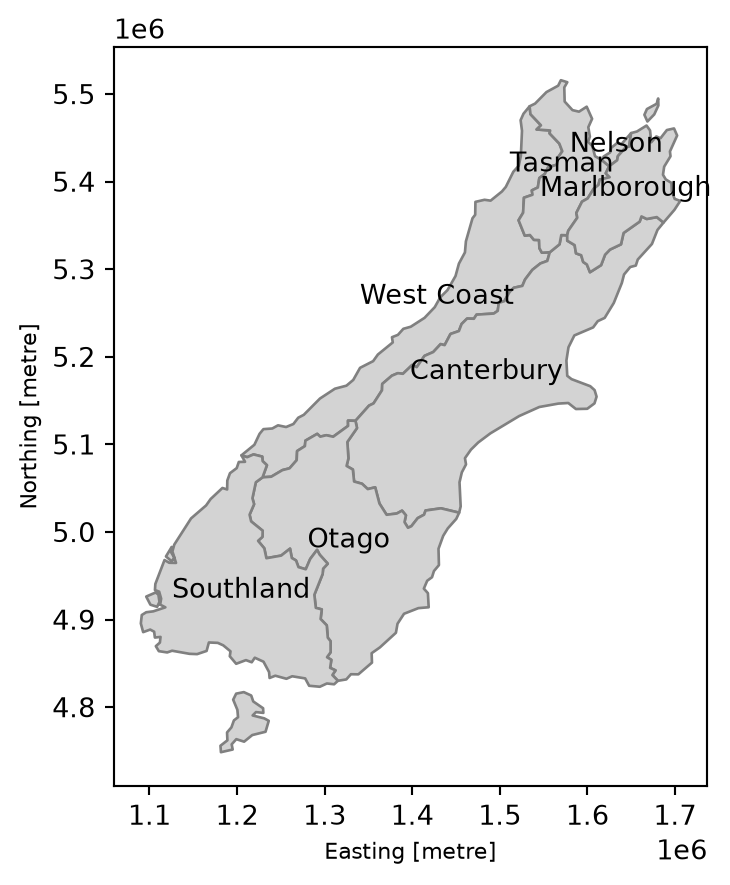 1e6
5.5
5.4
5.3
5.2
5.1
5.0
4.9
4.8
Northing [metre]
Nelson
Tasman
Marlborough
West Coast
Canterbury
Otago
Southland
1.1 1.2 1.3 1.4 1.5 1.6 1.7
Easting [metre]
1e6